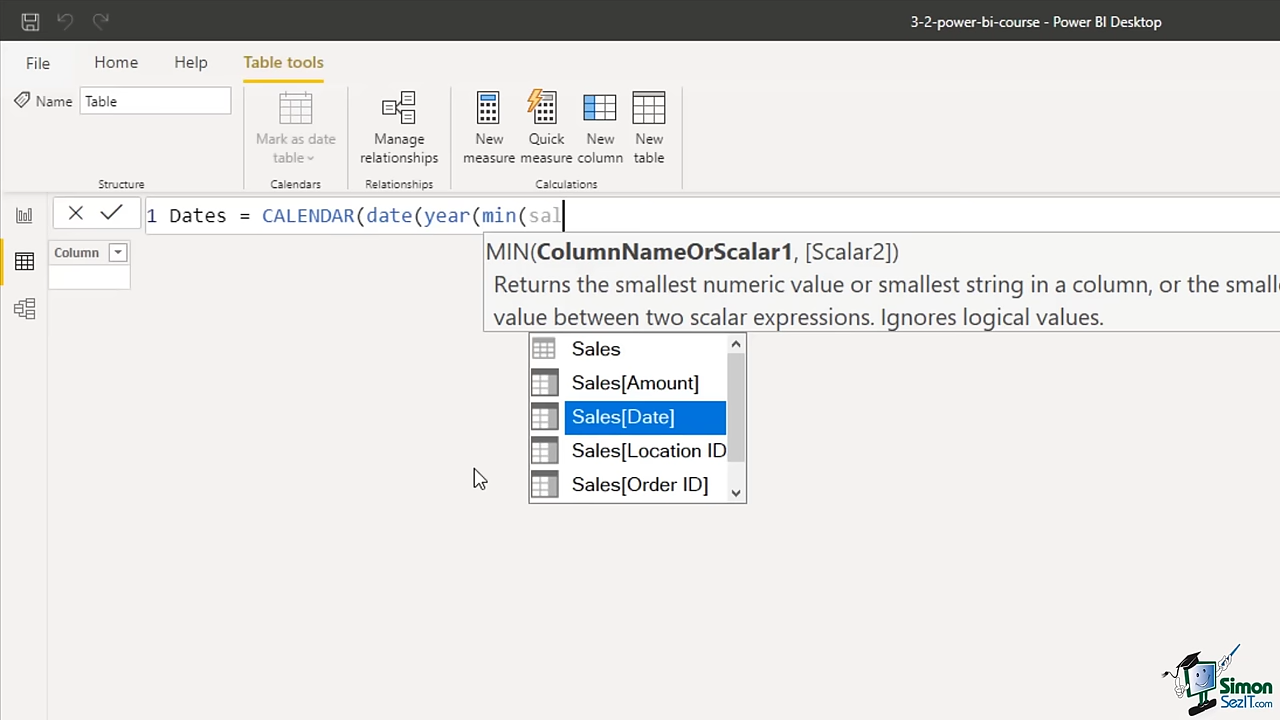 3-2-power-bi-course - Power BI Desktop
File Home Help Table tools
Name Table
Mark as date table
Manage relationships
New measure
Quick measure
New column
New table
Structure Calendars Relationships Calculations
1 Dates = CALENDAR(date(year(min(sal
Column
MIN(ColumnNameOrScalar1, [Scalar2])
Returns the smallest numeric value or smallest string in a column, or the smalle
value between two scalar expressions. Ignores logical values.
Sales
Sales[Amount]
Sales[Date]
Sales[Location ID
Sales[Order ID]
Simon
SezIT.com